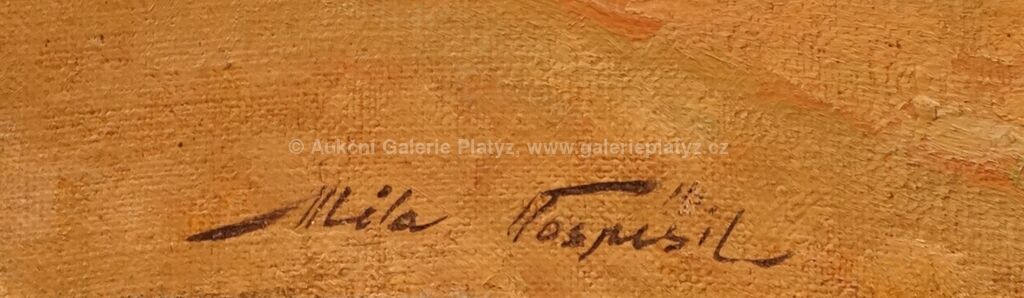 © Aukční Galerie Platýz, www.galerieplatyz.cz
Míla Pospíšil